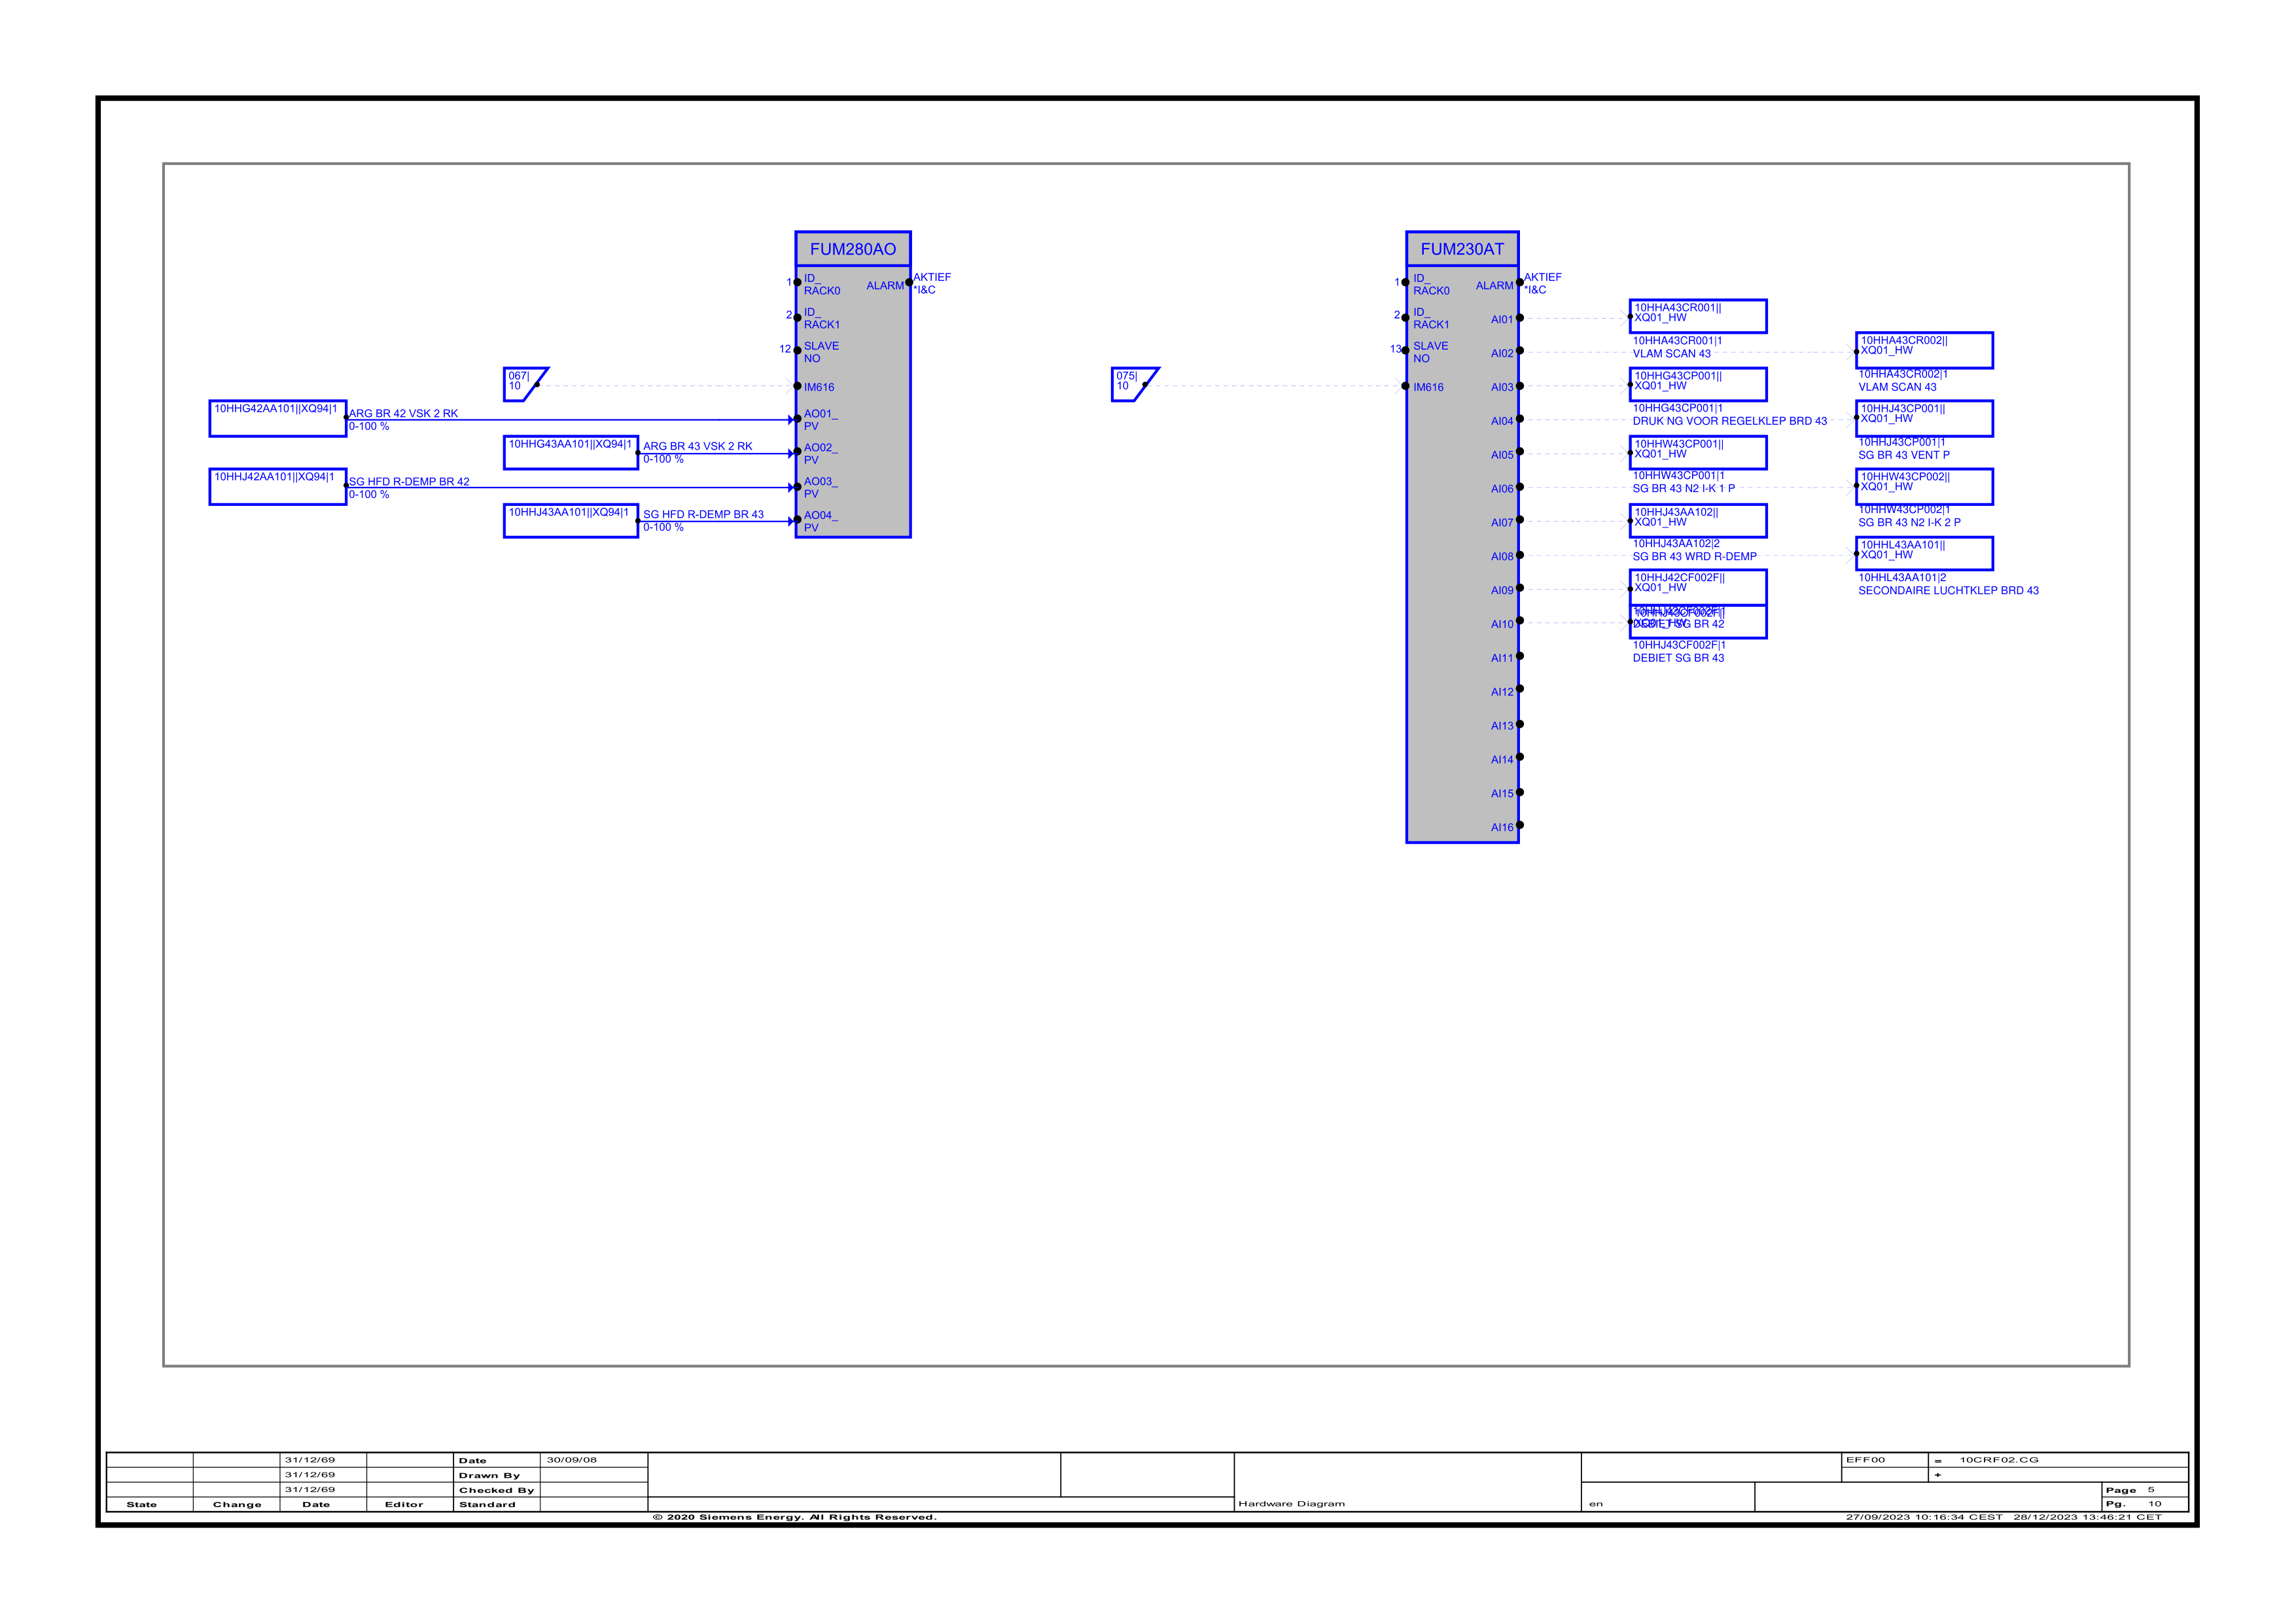 FUM280AO
1
ID_
RACK0
ALARM
AKTIEF
*I&C
2
ID_
RACK1
12
SLAVE
NO
067|
10
IM616
10HHG42AA101||XQ94|1
ARG BR 42 VSK 2 RK
0-100 %
AO01_
PV
10HHG43AA101||XQ94|1
ARG BR 43 VSK 2 RK
0-100 %
AO02_
PV
10HHJ42AA101||XQ94|1
SG HFD R-DEMP BR 42
0-100 %
AO03_
PV
10HHJ43AA101||XQ94|1
SG HFD R-DEMP BR 43
0-100 %
AO04_
PV
FUM230AT
1
ID_
RACK0
ALARM
AKTIEF
*I&C
2
ID_
RACK1
13
SLAVE
NO
075|
10
IM616
AI01
10HHA43CR001||
XQ01_HW
10HHA43CR001|1
VLAM SCAN 43
AI02
10HHA43CR002||
XQ01_HW
10HHA43CR002|1
VLAM SCAN 43
AI03
10HHG43CP001||
XQ01_HW
10HHG43CP001|1
DRUK NG VOOR REGELKLEP BRD 43
AI04
10HHJ43CP001||
XQ01_HW
10HHJ43CP001|1
SG BR 43 VENT P
AI05
10HHW43CP001||
XQ01_HW
10HHW43CP001|1
SG BR 43 N2 I-K 1 P
AI06
10HHW43CP002||
XQ01_HW
10HHW43CP002|1
SG BR 43 N2 I-K 2 P
AI07
10HHJ43AA102||
XQ01_HW
10HHJ43AA102|2
SG BR 43 WRD R-DEMP
AI08
10HHL43AA101||
XQ01_HW
10HHL43AA101|2
SECONDAIRE LUCHTKLEP BRD 43
AI09
10HHJ42CF002F||
XQ01_HW
DEBIET SG BR 42
AI10
10HHJ43CF002F||
XQ01_HW
10HHJ43CF002F|1
DEBIET SG BR 43
AI11
AI12
AI13
AI14
AI15
AI16
31/12/69
Date
30/09/08
31/12/69
Drawn By
31/12/69
Checked By
State
Change
Date
Editor
Standard
Hardware Diagram
en
EFF00
= 10CRF02.CG
+
Page 5
Pg. 10
© 2020 Siemens Energy. All Rights Reserved.
27/09/2023 10:16:34 CEST 28/12/2023 13:46:21 CET